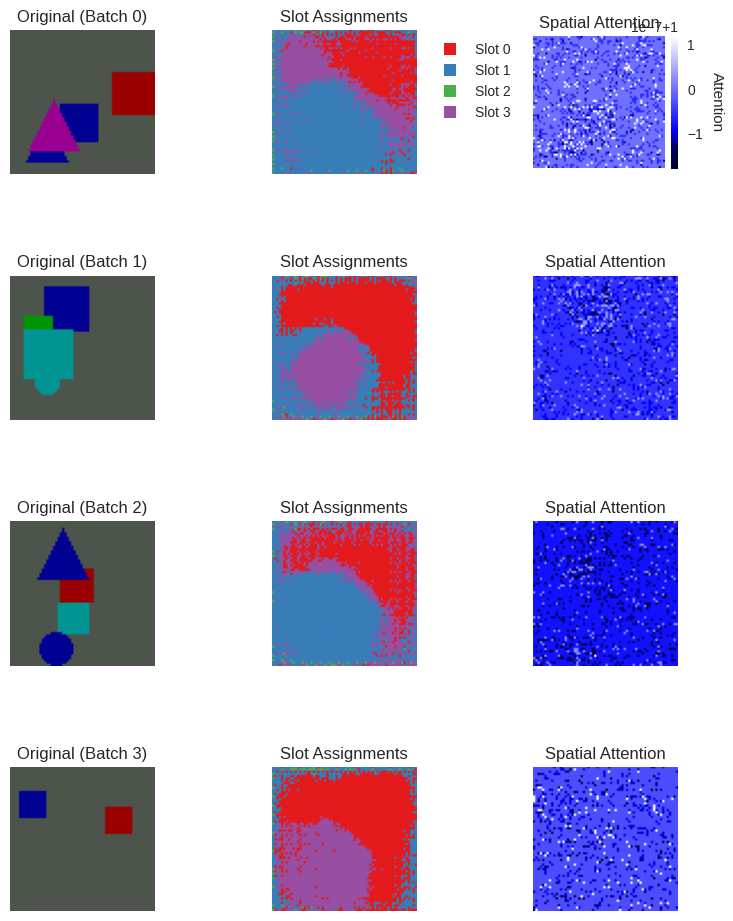 Original (Batch 0)
Slot Assignments
Slot 0
Slot 1
Slot 2
Slot 3
Spatial Attention
1e−7+1
1
0
−1
Attention
Original (Batch 1)
Slot Assignments
Spatial Attention
Original (Batch 2)
Slot Assignments
Spatial Attention
Original (Batch 3)
Slot Assignments
Spatial Attention